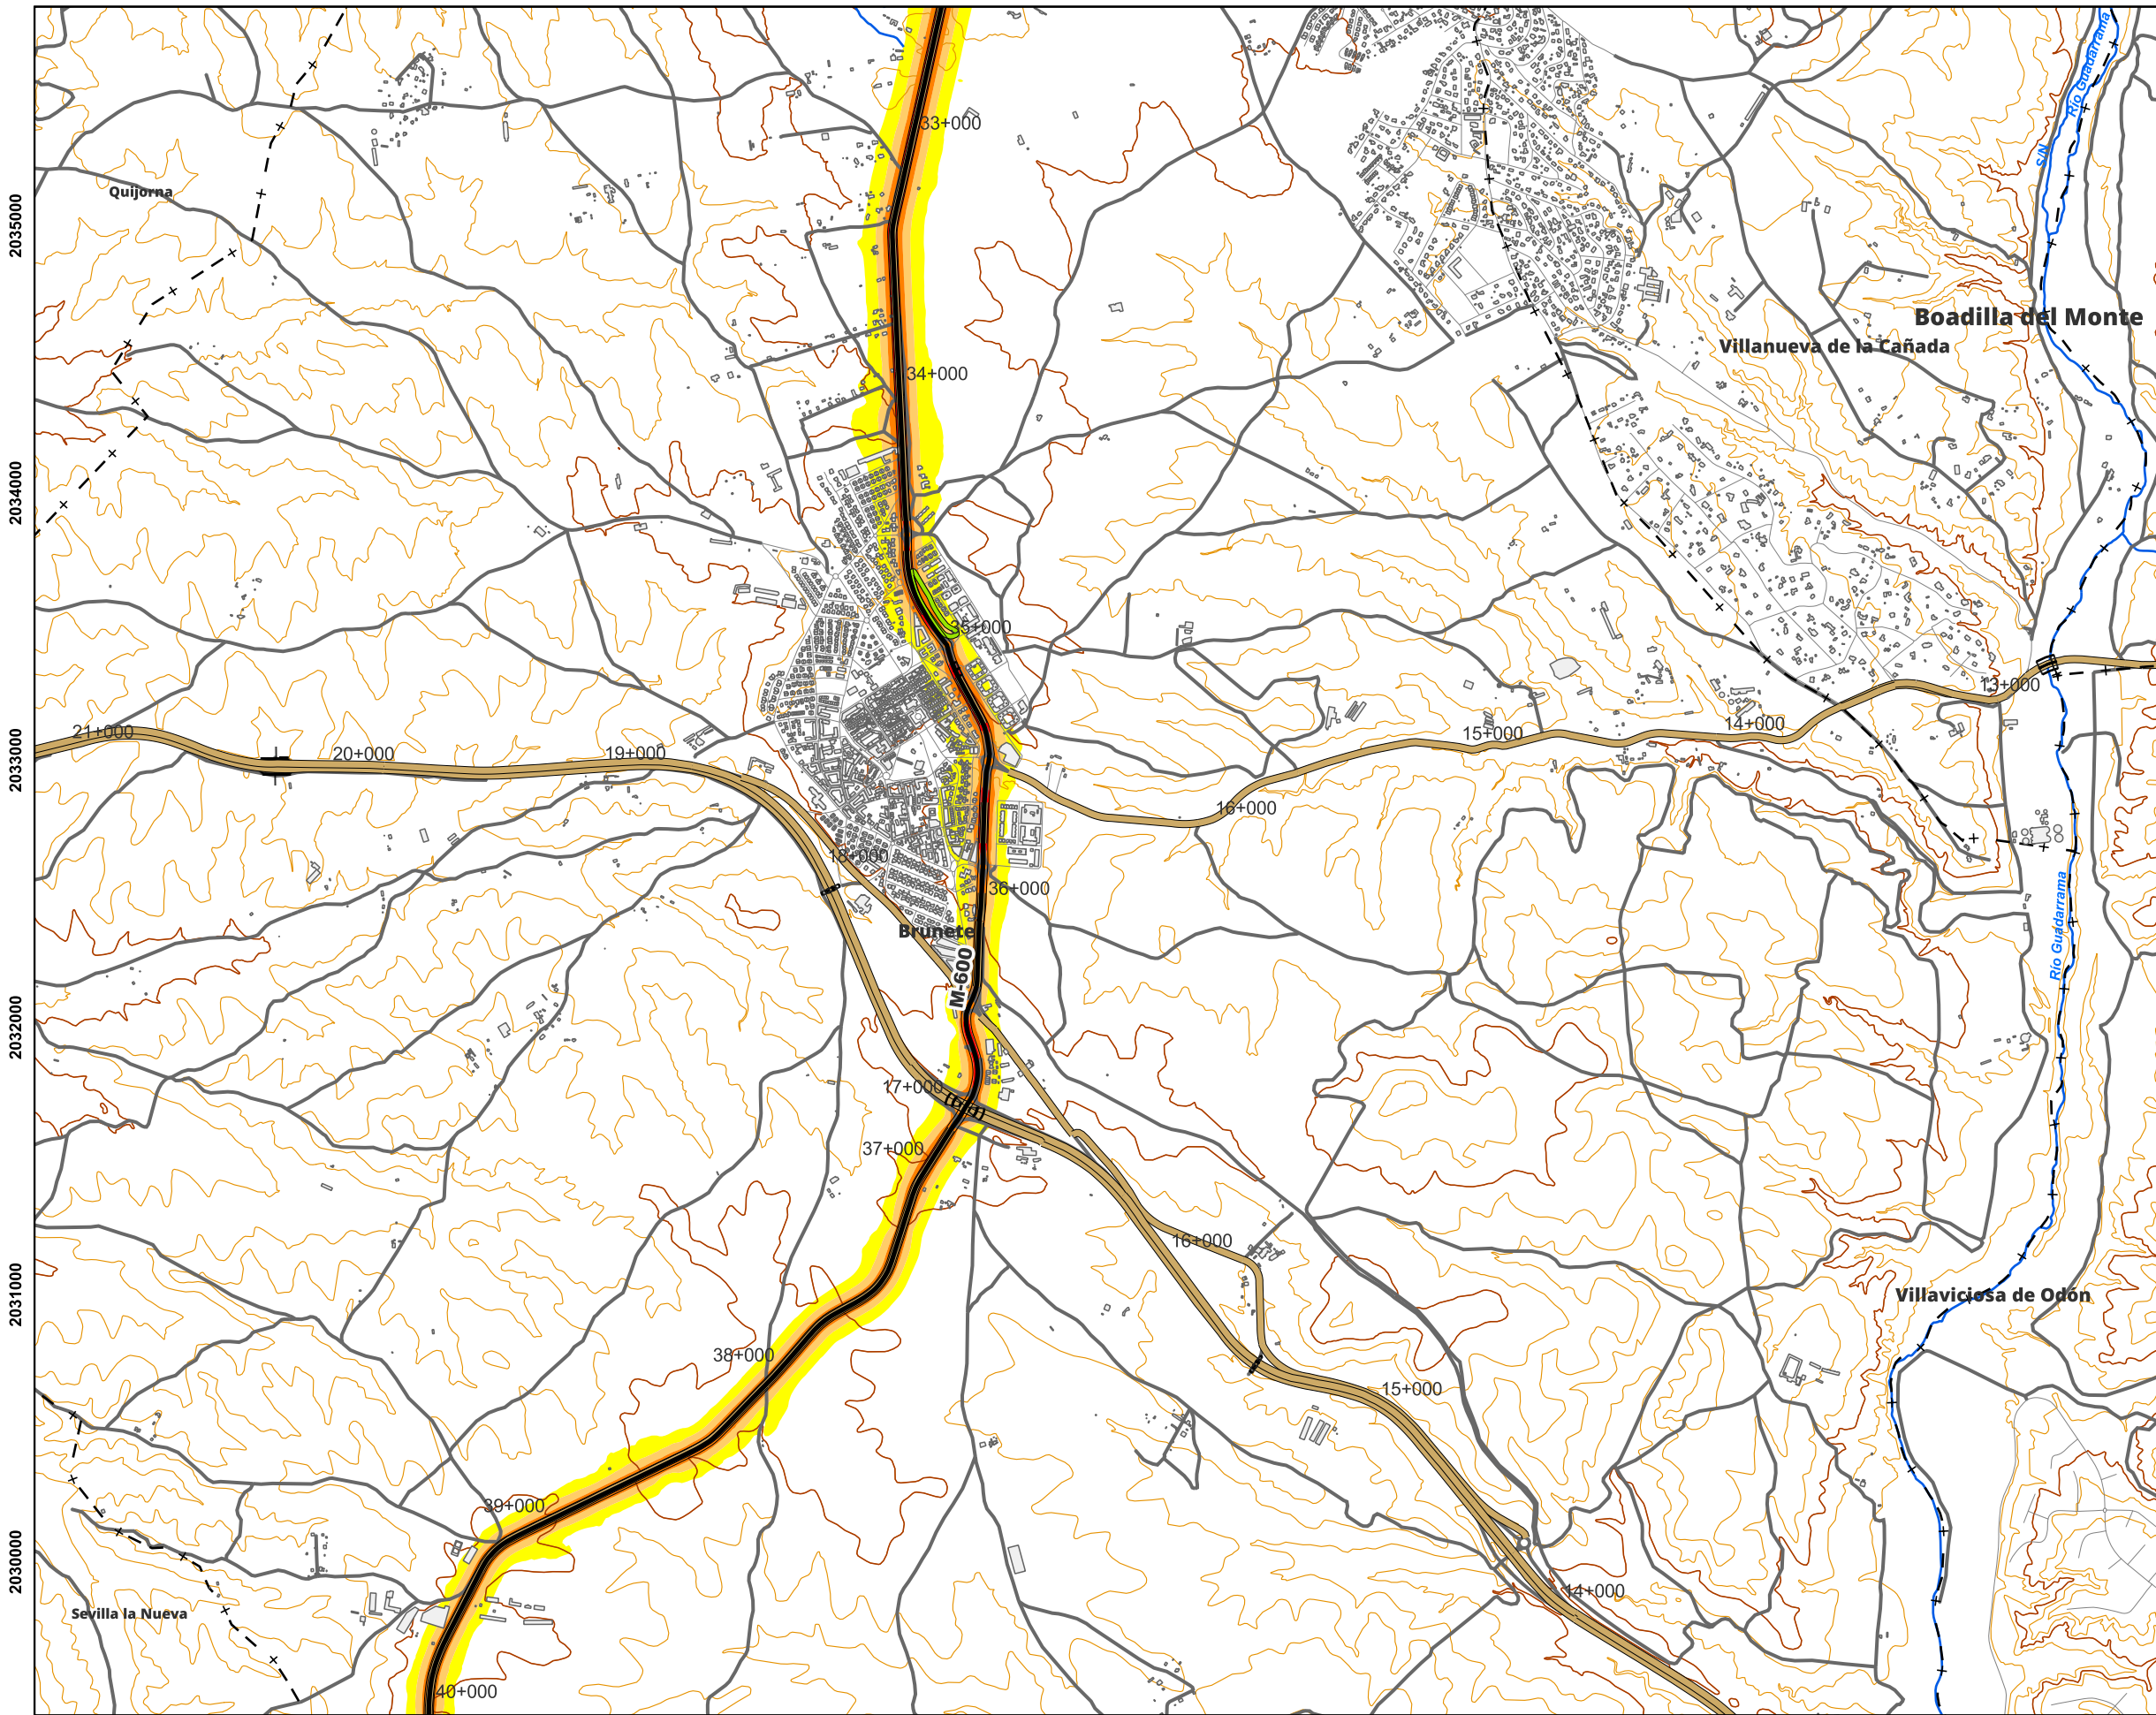 Río Guadarrama
33+000
S/N
Quijorna
2035000
Boadilla del Monte
Villanueva de la Cañada
34+000
2034000
35+000
13+000
21+000
20+000
19+000
15+000
14+000
2033000
16+000
18+000
36+000
Brunete
Río Guadarrama
M-600
2032000
17+000
37+000
16+000
2031000
Villaviciosa de Odón
38+000
15+000
39+000
2030000
14+000
Sevilla la Nueva
40+000